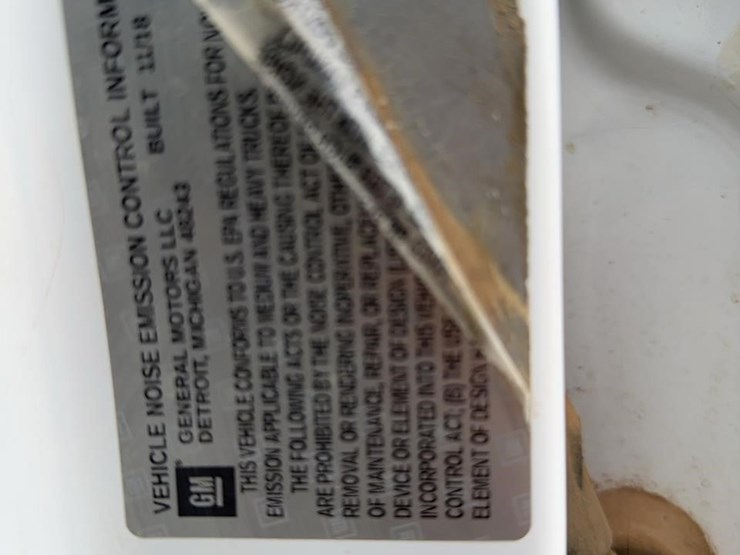 VEHICLE NOISE EMISSION CONTROL INFORM
BUILT 11/18
GM
GENERAL MOTORS LLC
DETROIT, MICHIGAN 48243
THIS VEHICLE CONFORMS TO U.S. EPA REGULATIONS FOR
EMISSION APPLICABLE TO MEDIUM AND HEAVY TRUCKS.
THE FOLLOWING ACTS OR THE CAUSING THEREOF
ARE PROHIBITED BY THE NOISE CONTROL ACT OF
REMOVAL OR RENDERING INOPERATIVE, OTH
OF MAINTENANCE, REPAIR, OR REPLACE
DEVICE OR ELEMENT OF DESIGN
INCORPORATED INTO THIS VEH
CONTROL ACT, (B) THE USE
ELEMENT OF DESIGN